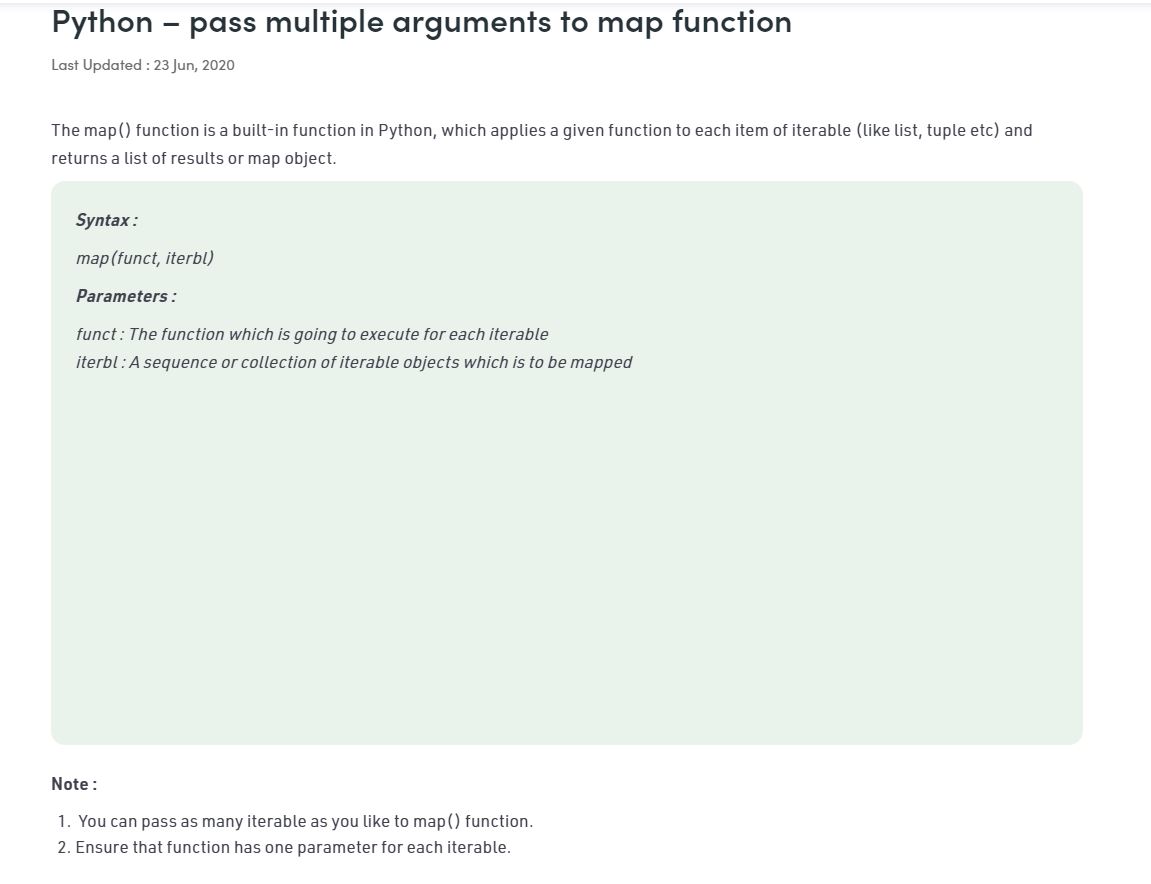 Python – pass multiple arguments to map function
Last Updated : 23 Jun, 2020
The map() function is a built-in function in Python, which applies a given function to each item of iterable (like list, tuple etc) and
returns a list of results or map object.
Syntax :
map(funct, iterbl)
Parameters :
funct : The function which is going to execute for each iterable
iterbl : A sequence or collection of iterable objects which is to be mapped
Note :
1. You can pass as many iterable as you like to map() function.
2. Ensure that function has one parameter for each iterable.